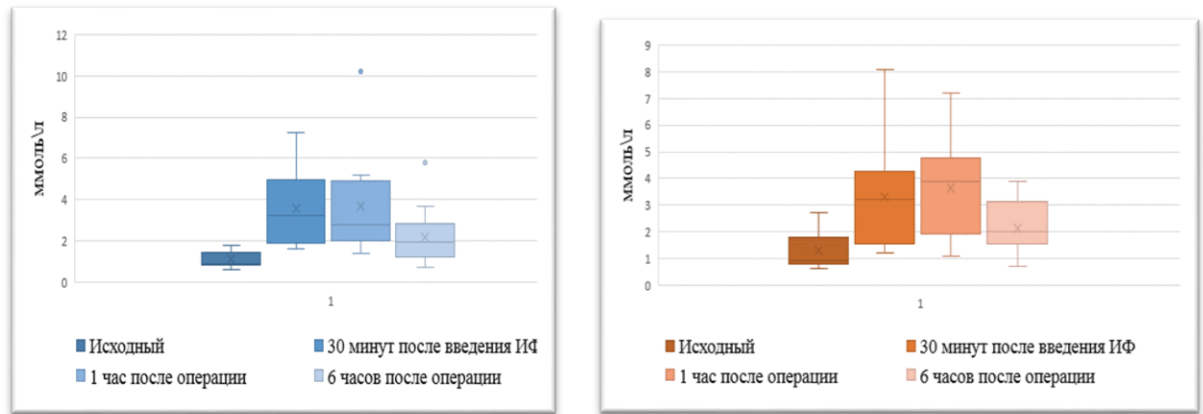 12
10
8
6
4
2
0
ммоль\л
1
Исходный
30 минут после введения ИФ
1 час после операции
6 часов после операции
9
8
7
6
5
4
3
2
1
0
ммоль\л
1
Исходный
30 минут после введения ИФ
1 час после операции
6 часов после операции